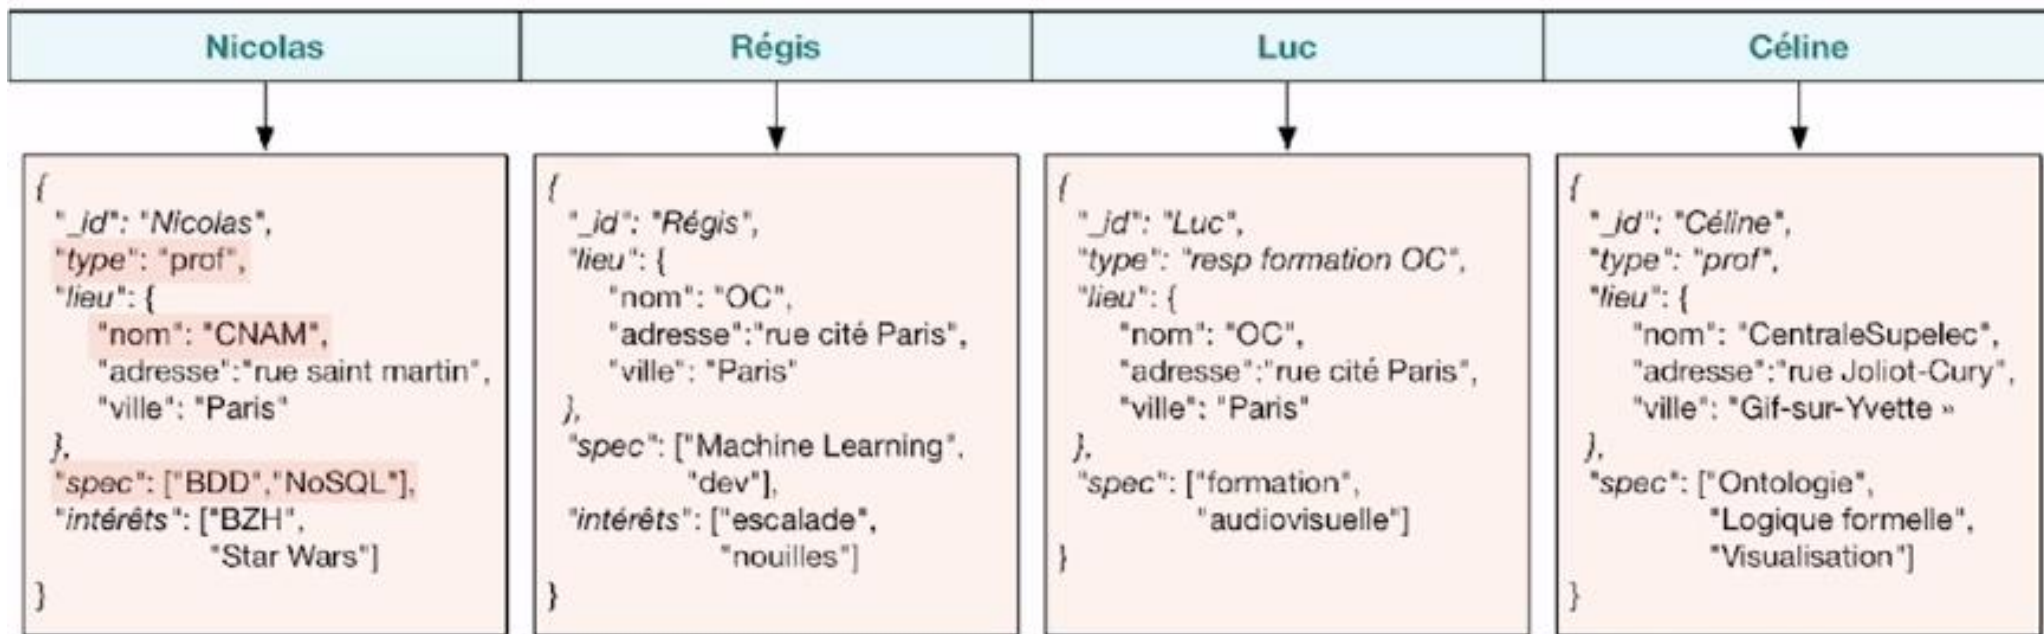 Nicolas
Régis
Luc
Céline
{
"_id": "Nicolas",
"type": "prof",
"lieu": {
"nom": "CNAM",
"adresse":"rue saint martin",
"ville": "Paris"
},
"spec": ["BDD","NoSQL"],
"intérêts": ["BZH"
"Star Wars"]
}
{
"_id": "Régis",
"lieu": {
"nom": "OC",
"adresse":"rue cité Paris",
"ville": "Paris"
},
"spec": ["Machine Learning",
"dev"],
"intérêts": ["escalade",
"nouilles"]
}
{
"_id": "Luc",
"type": "resp formation OC",
"lieu": {
"nom": "OC",
"adresse":"rue cité Paris",
"ville": "Paris"
},
"spec": ["formation",
"audiovisuelle"]
}
{
"_id": "Céline",
"type": "prof",
"lieu": {
"nom": "CentraleSupelec",
"adresse":"rue Joliot-Cury",
"ville": "Gif-sur-Yvette »
},
"spec": ["Ontologie",
"Logique formelle",
"Visualisation"]
}